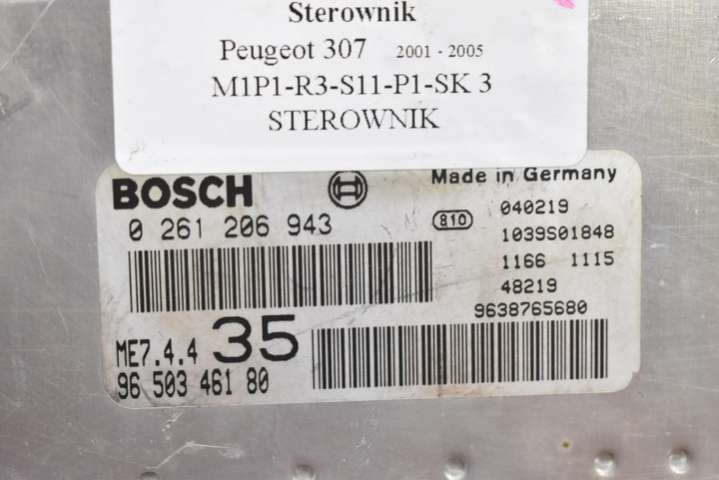 Sterownik
Peugeot 307 2001 - 2005
M1P1-R3-S11-P1-SK 3
STEROWNIK
BOSCH Made in Germany
0 261 206 943 810 040219
1039S01848
1166 1115
48219
9638765680
ME7.4.4 35
96 503 461 80